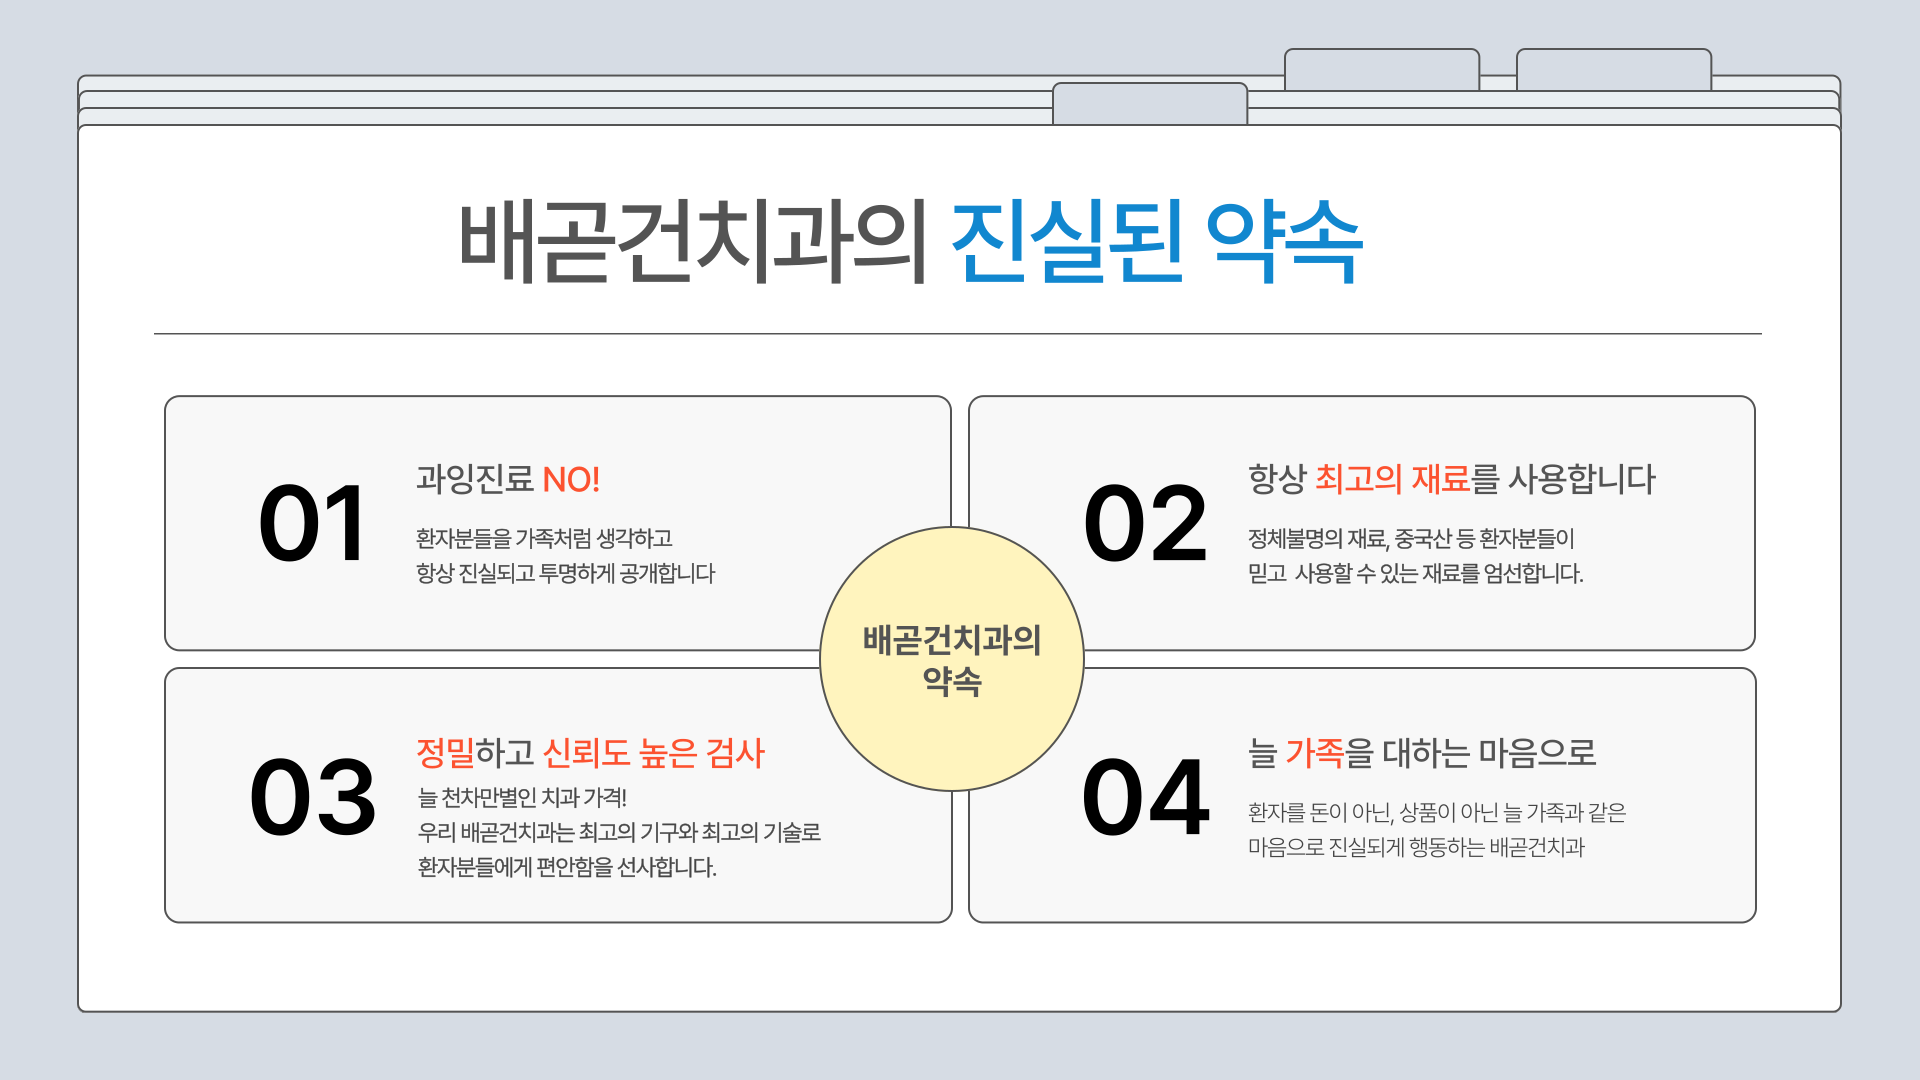 배곧건치과의 진실된 약속
01
과잉진료 NO!
환자분들을 가족처럼 생각하고
항상 진실되고 투명하게 공개합니다
02
항상 최고의 재료를 사용합니다
정체불명의 재료, 중국산 등 환자분들이
믿고 사용할 수 있는 재료를 엄선합니다.
배곧건치과의
약속
03
정밀하고 신뢰도 높은 검사
늘 천차만별인 치과 가격!
우리 배곧건치과는 최고의 기구와 최고의 기술로
환자분들에게 편안함을 선사합니다.
04
늘 가족을 대하는 마음으로
환자를 돈이 아닌, 상품이 아닌 늘 가족과 같은
마음으로 진실되게 행동하는 배곧건치과